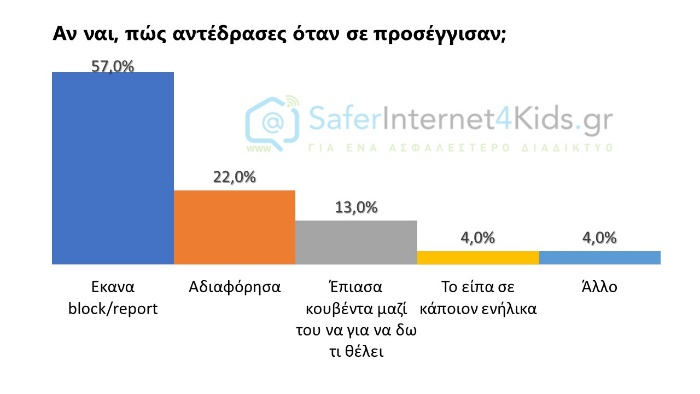 Αν ναι, πώς αντέδρασες όταν σε προσέγγισαν;
57,0%
@
www
SaferInternet4Kids.gr
ΓΙΑ ΕΝΑ ΑΣΦΑΛΕΣΤΕΡΟ ΔΙΑΔΙΚΤΥΟ
22,0%
13,0%
4,0%
4,0%
Εκανα
block/report
Αδιαφόρησα
Έπιασα
κουβέντα μαζί
του να για να δω
τι θέλει
Το είπα σε
κάποιον ενήλικα
Άλλο